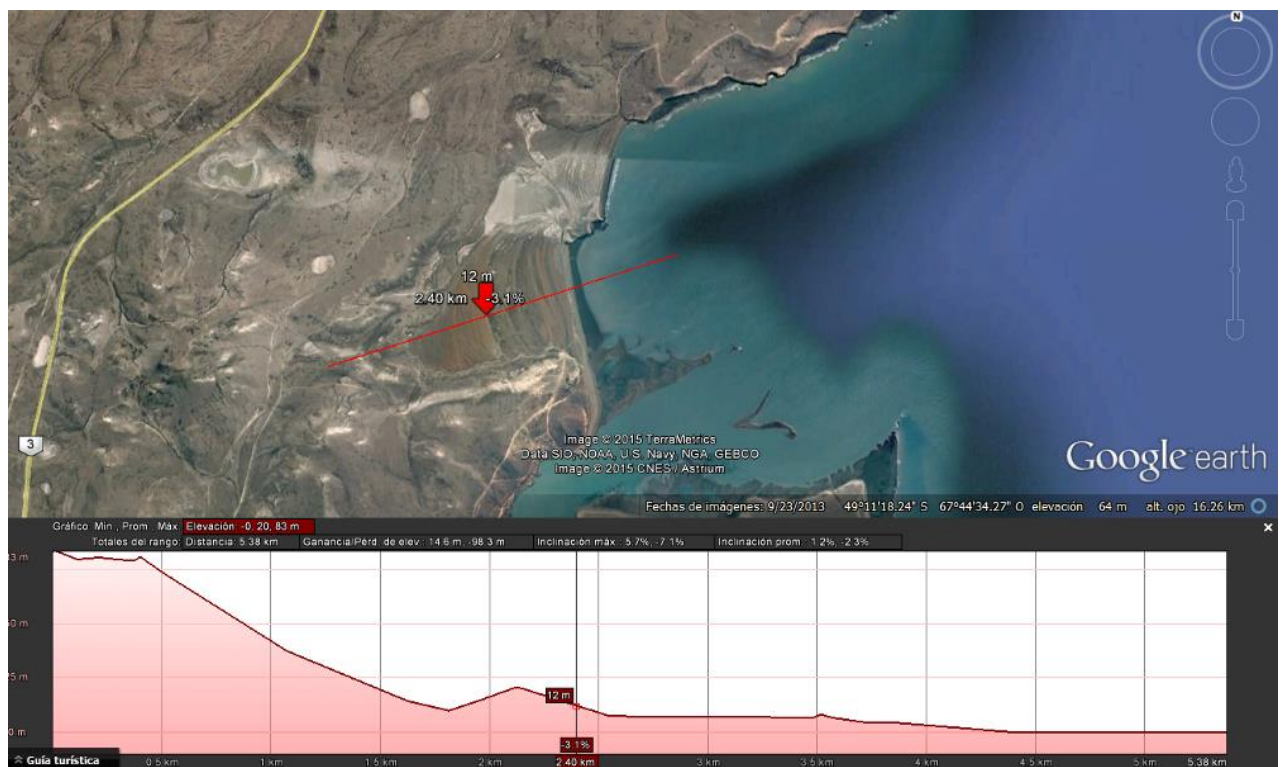 N
12 m
2.40 km -3.1%
3
Image © 2015 TerraMetrics
Data SIO, NOAA, U.S. Navy, NGA, GEBCO
Image © 2015 CNES / Astrium
Google earth
Fechas de imágenes: 9/23/2013 49°11'18.24" S 67°44'34.27" O elevación 64 m alt. ojo 16.26 km
Gráfico: Mín., Prom., Máx. Elevación: -0, 20, 83 m
Totales del rango: Distancia: 5.38 km Ganancia/Pérd. de elev.: 14.6 m, -98.3 m Inclinación máx.: 5.7%, -7.1% Inclinación prom.: 1.2%, -2.3%
12 m
0 m
-3.1%
Guía turística 0.5 km 1 km 1.5 km 2 km 2.40 km 3 km 3.5 km 4 km 4.5 km 5 km 5.38 km